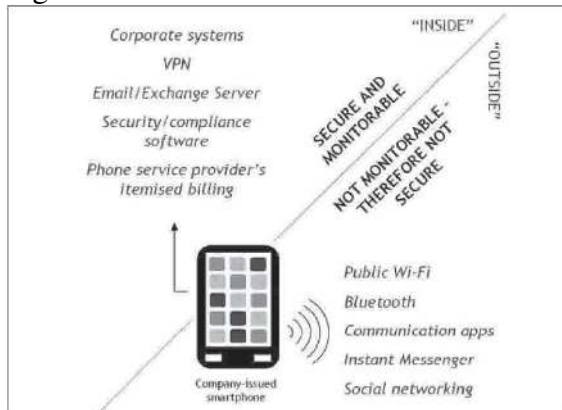 Corporate systems
VPN
Email/Exchange Server
Security/compliance
software
Phone service provider's
itemised billing
"INSIDE"
"OUTSIDE"
SECURE AND
MONITORABLE
NOT MONITORABLE -
THEREFORE NOT
SECURE
Public Wi-Fi
Bluetooth
Communication apps
Instant Messenger
Social networking
Company-issued
smartphone